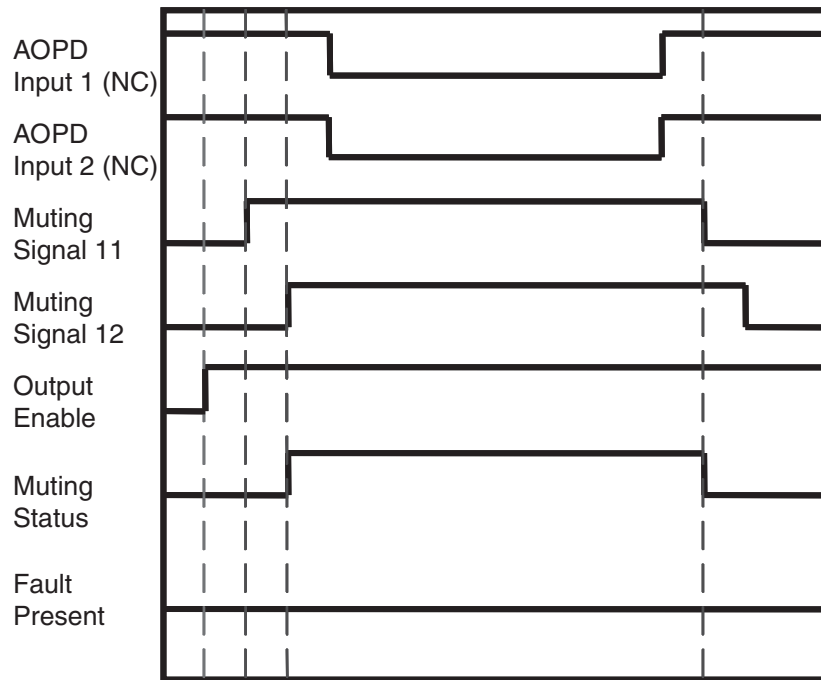 AOPD
Input 1 (NC)
AOPD
Input 2 (NC)
Muting
Signal 11
Muting
Signal 12
Output
Enable
Muting
Status
Fault
Present